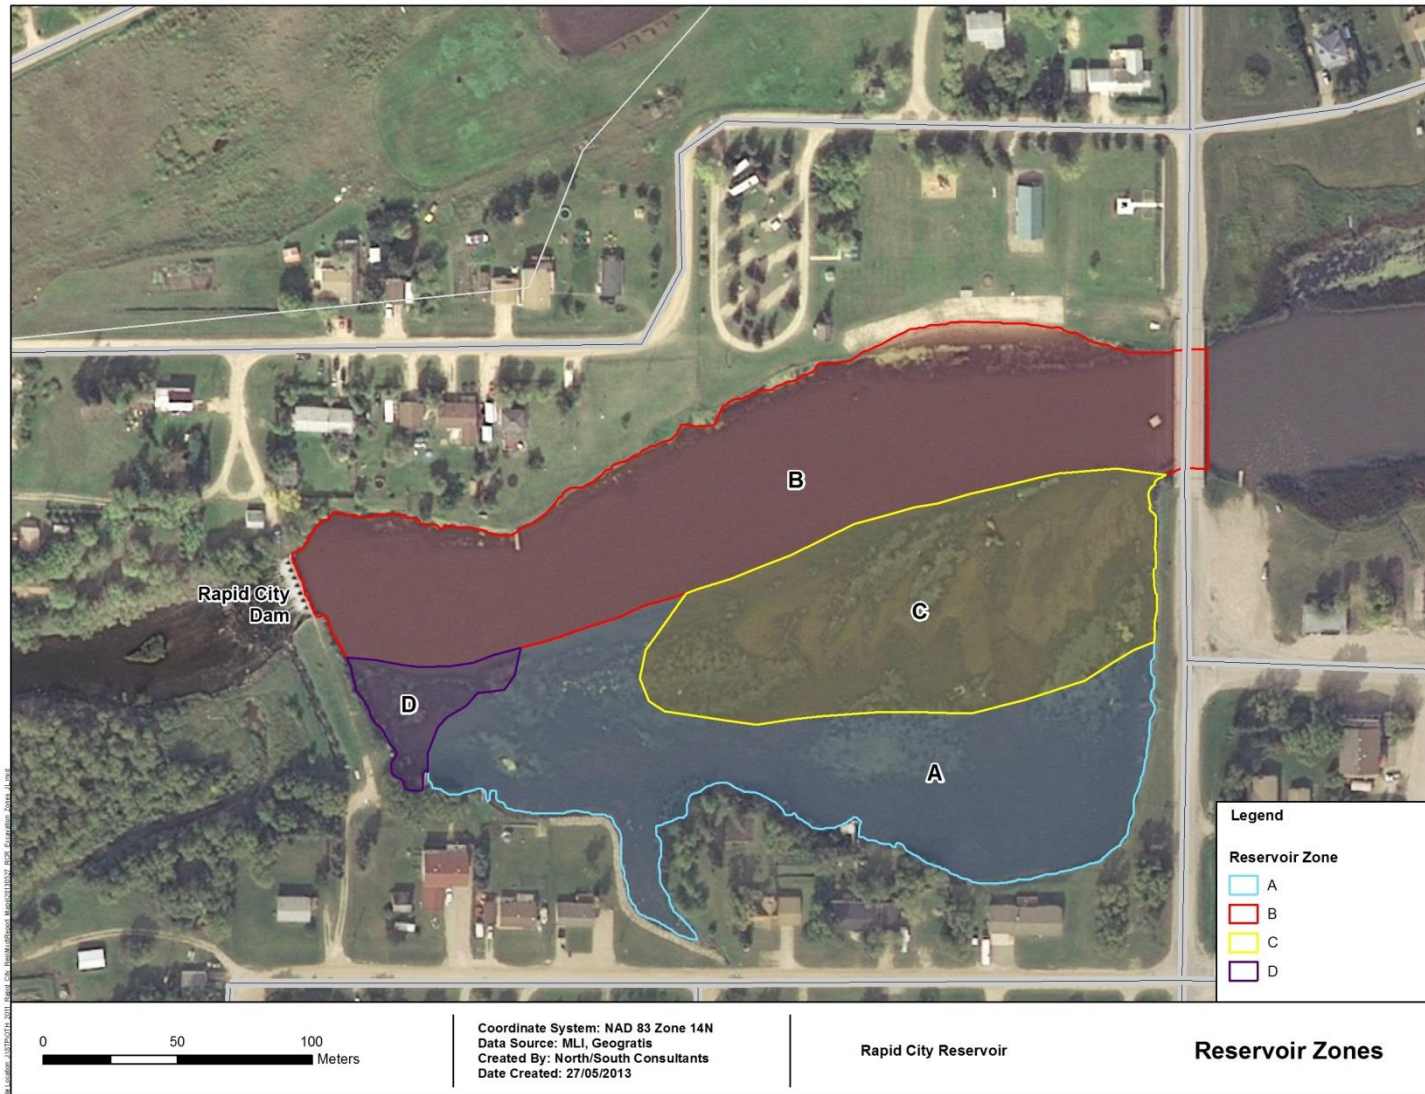 B
Rapid City
Dam
C
D
A
Legend
Reservoir Zone
A
B
C
D
0 50 100
Meters
Coordinate System: NAD 83 Zone 14N
Data Source: MLI, Geogratis
Created By: North/South Consultants
Date Created: 27/05/2013
Rapid City Reservoir
Reservoir Zones